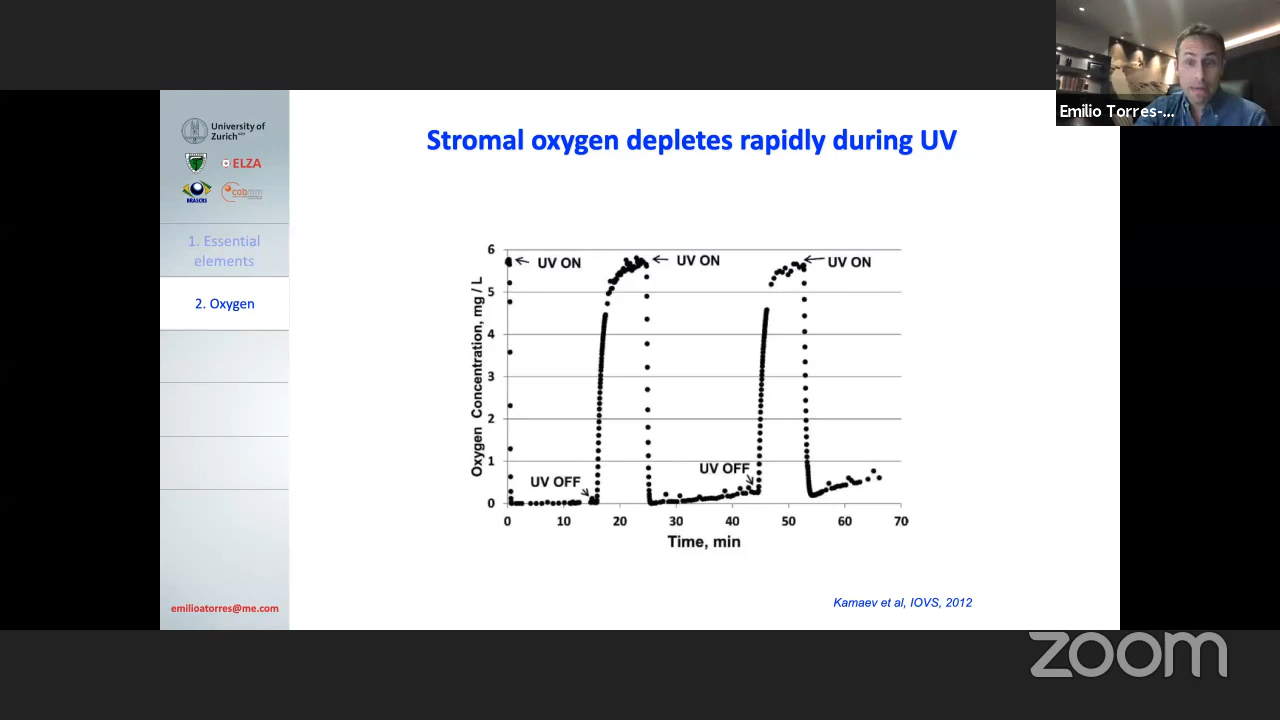 Emilio Torres-...
University of
Zurich
ELZA
BRASCRS
cobmm
1. Essential
elements
2. Oxygen
emilioatorres@me.com
Stromal oxygen depletes rapidly during UV
Oxygen Concentration, mg / L
6
5
4
3
2
1
0
UV ON
UV ON
UV ON
UV OFF
UV OFF
0 10 20 30 40 50 60 70
Time, min
Kamaev et al, IOVS, 2012
zoom